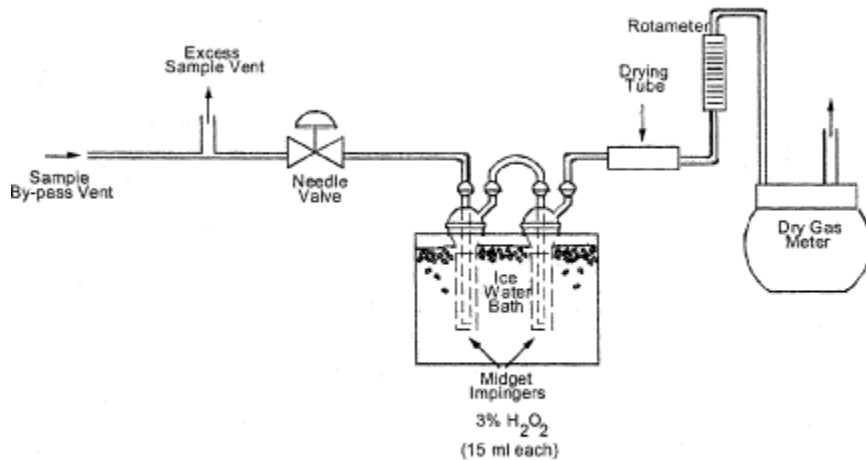 Excess
Sample Vent
Sample
By-pass Vent
Needle
Valve
Rotameter
Drying
Tube
Dry Gas
Meter
Ice
Water
Bath
Midget
Impingers
3% H2O2
(15 ml each)